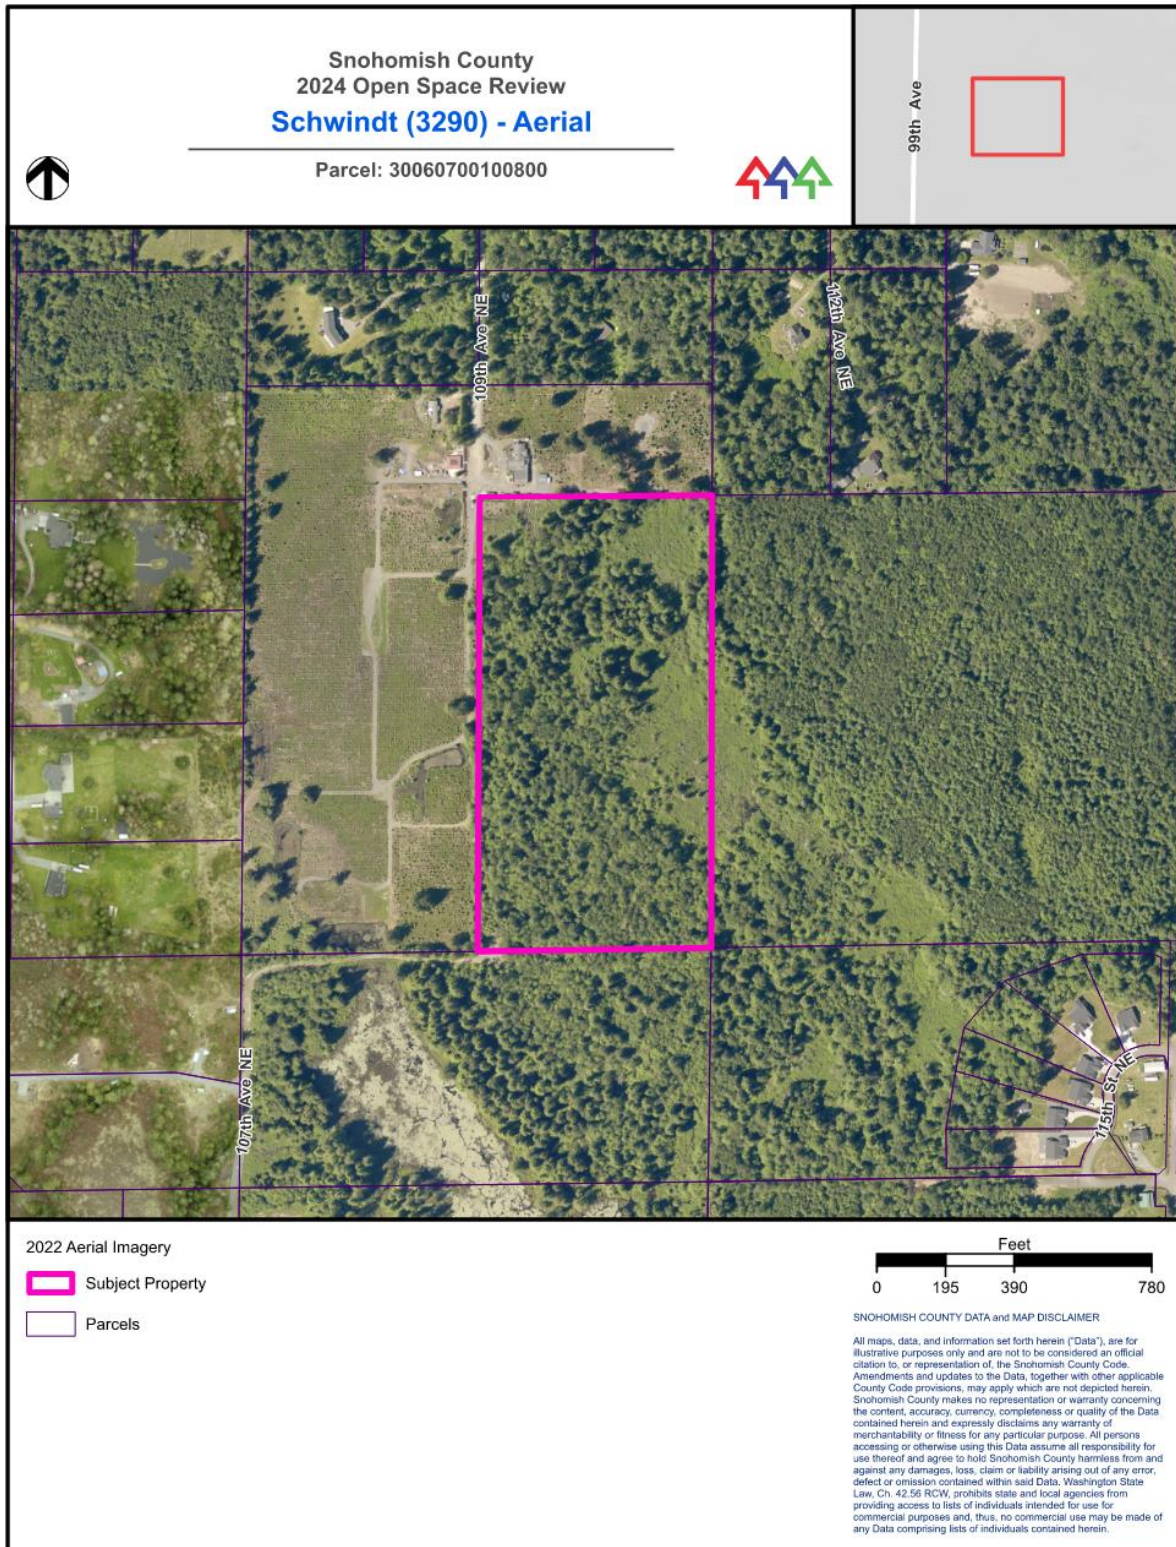 Snohomish County
2024 Open Space Review
Schwindt (3290) - Aerial
Parcel: 30060700100800
99th Ave
109th Ave NE
112th Ave NE
107th Ave NE
115th St NE
2022 Aerial Imagery
Subject Property
Parcels
Feet
0 195 390 780
SNOHOMISH COUNTY DATA and MAP DISCLAIMER
All maps, data, and information set forth herein ("Data"), are for
illustrative purposes only and are not to be considered an official
citation to, or representation of, the Snohomish County Code.
Amendments and updates to the Data, together with other applicable
County Code provisions, may apply which are not depicted herein.
Snohomish County makes no representation or warranty concerning
the content, accuracy, currency, completeness or quality of the Data
contained herein and expressly disclaims any warranty of
merchantability or fitness for any particular purpose. All persons
accessing or otherwise using this Data assume all responsibility for
use thereof and agree to hold Snohomish County harmless from and
against any damages, loss, claim or liability arising out of any error,
defect or omission contained within said Data. Washington State
Law, Ch. 42.56 RCW, prohibits state and local agencies from
providing access to lists of individuals intended for use for
commercial purposes and, thus, no commercial use may be made of
any Data comprising lists of individuals contained herein.